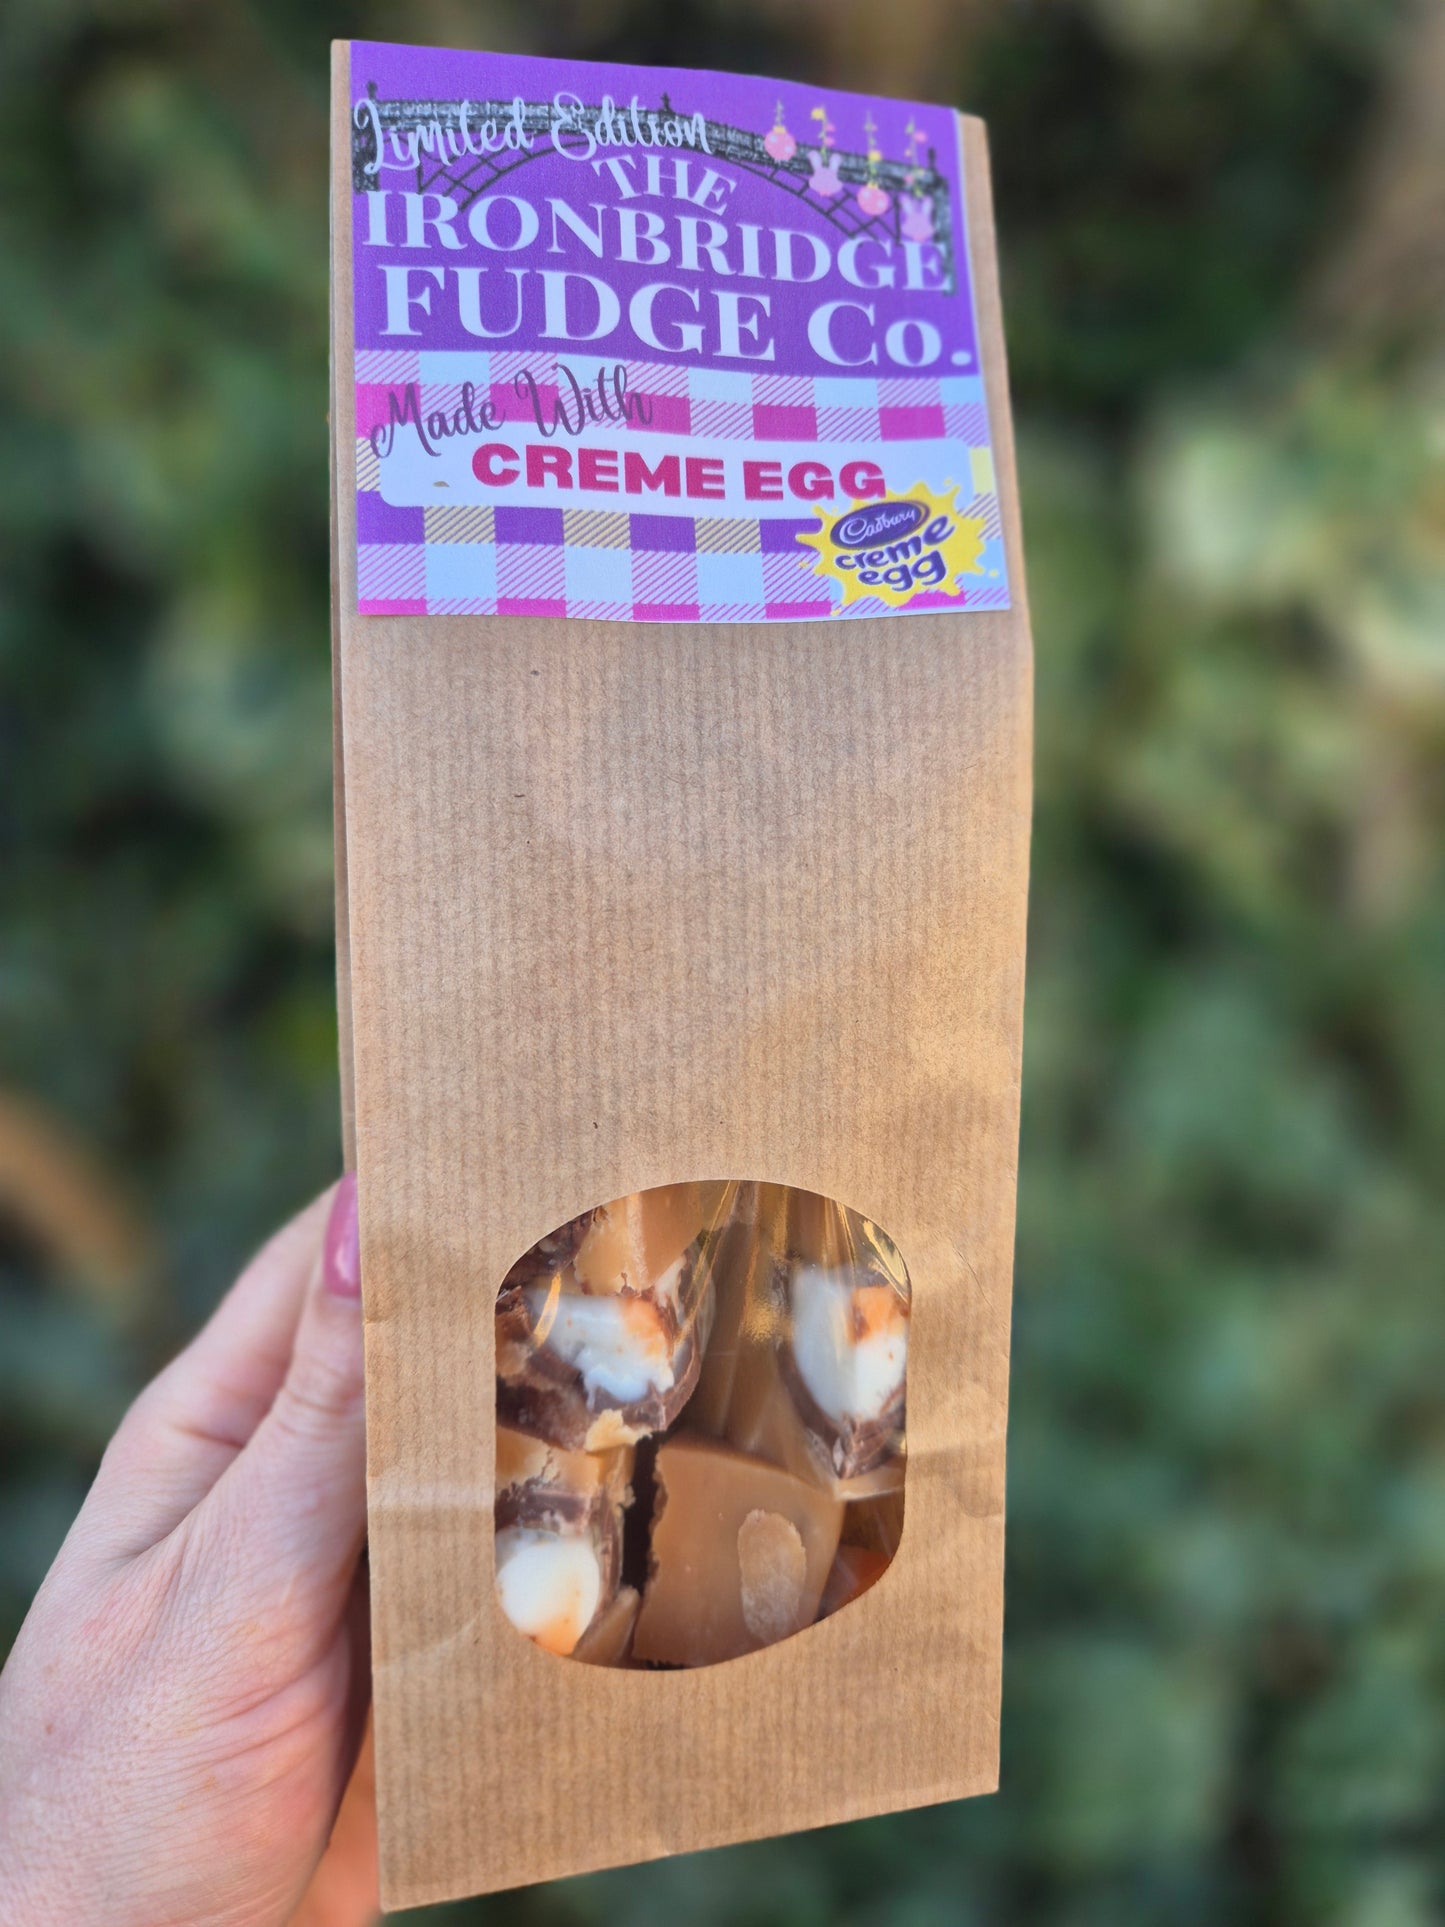 Limited Edition
THE
IRONBRIDGE
FUDGE Co.
Made With
CREME EGG
Cadbury
creme
egg